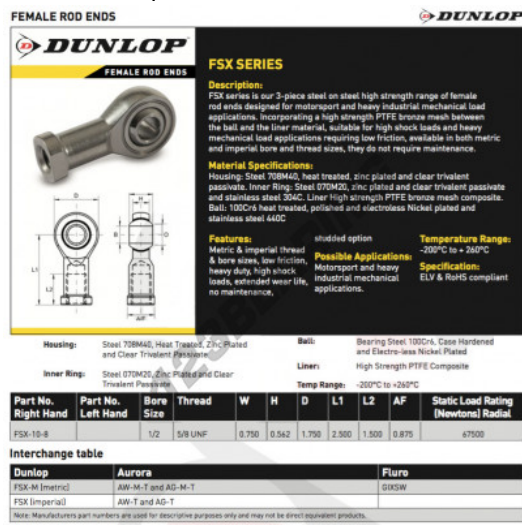 FEMALE ROD ENDS
DUNLOP
DUNLOP
FEMALE ROD ENDS
FSX SERIES
Description:
FSX series is our 3-piece steel on steel high strength range of female
rod ends designed for motorsport and heavy industrial mechanical load
applications. Incorporating a high strength PTFE bronze mesh between
the ball and the liner material, suitable for high shock loads and heavy
mechanical load applications requiring low friction, available in both metric
and imperial bore and thread sizes, they do not require maintenance.
Material Specifications:
Housing: Steel 708M40, heat treated, zinc plated and clear trivalent
passivate. Inner Ring: Steel 070M20, zinc plated and clear trivalent passivate
and stainless steel 304C. Liner High strength PTFE bronze mesh composite.
Ball: 100Cr6 heat treated, polished and electroless Nickel plated and
stainless steel 440C
Features:
Metric & imperial thread
& bore sizes, low friction,
heavy duty, high shock
loads, extended wear life,
no maintenance,
studded option
Possible Applications:
Motorsport and heavy
industrial mechanical
applications.
Temperature Range:
-200°C to + 260°C
Specification:
ELV & RoHS compliant
D
W
H
B
D
L1
L2
A/F
Housing: Steel 708M40, Heat Treated, Zinc Plated
and Clear Trivalent Passivate
Inner Ring: Steel 070M20, Zinc Plated and Clear
Trivalent Passivate
Ball: Bearing Steel 100Cr6, Case Hardened
and Electro-less Nickel Plated
Liner: High Strength PTFE Composite
Temp Range: -200°C to +260°C
Part No. Right Hand Part No. Left Hand Bore Size Thread W H D L1 L2 AF Static Load Rating (Newtons) Radial
FSX-10-8 1/2 5/8 UNF 0.750 0.562 1.750 2.500 1.500 0.875 67500
Interchange table
Dunlop Aurora Fluro
FSX-M (metric) AW-M-T and AG-M-T GIXSW
FSX (imperial) AW-T and AG-T
Note: Manufacturers part numbers are used for descriptive purposes only and may not be direct equivalent products.